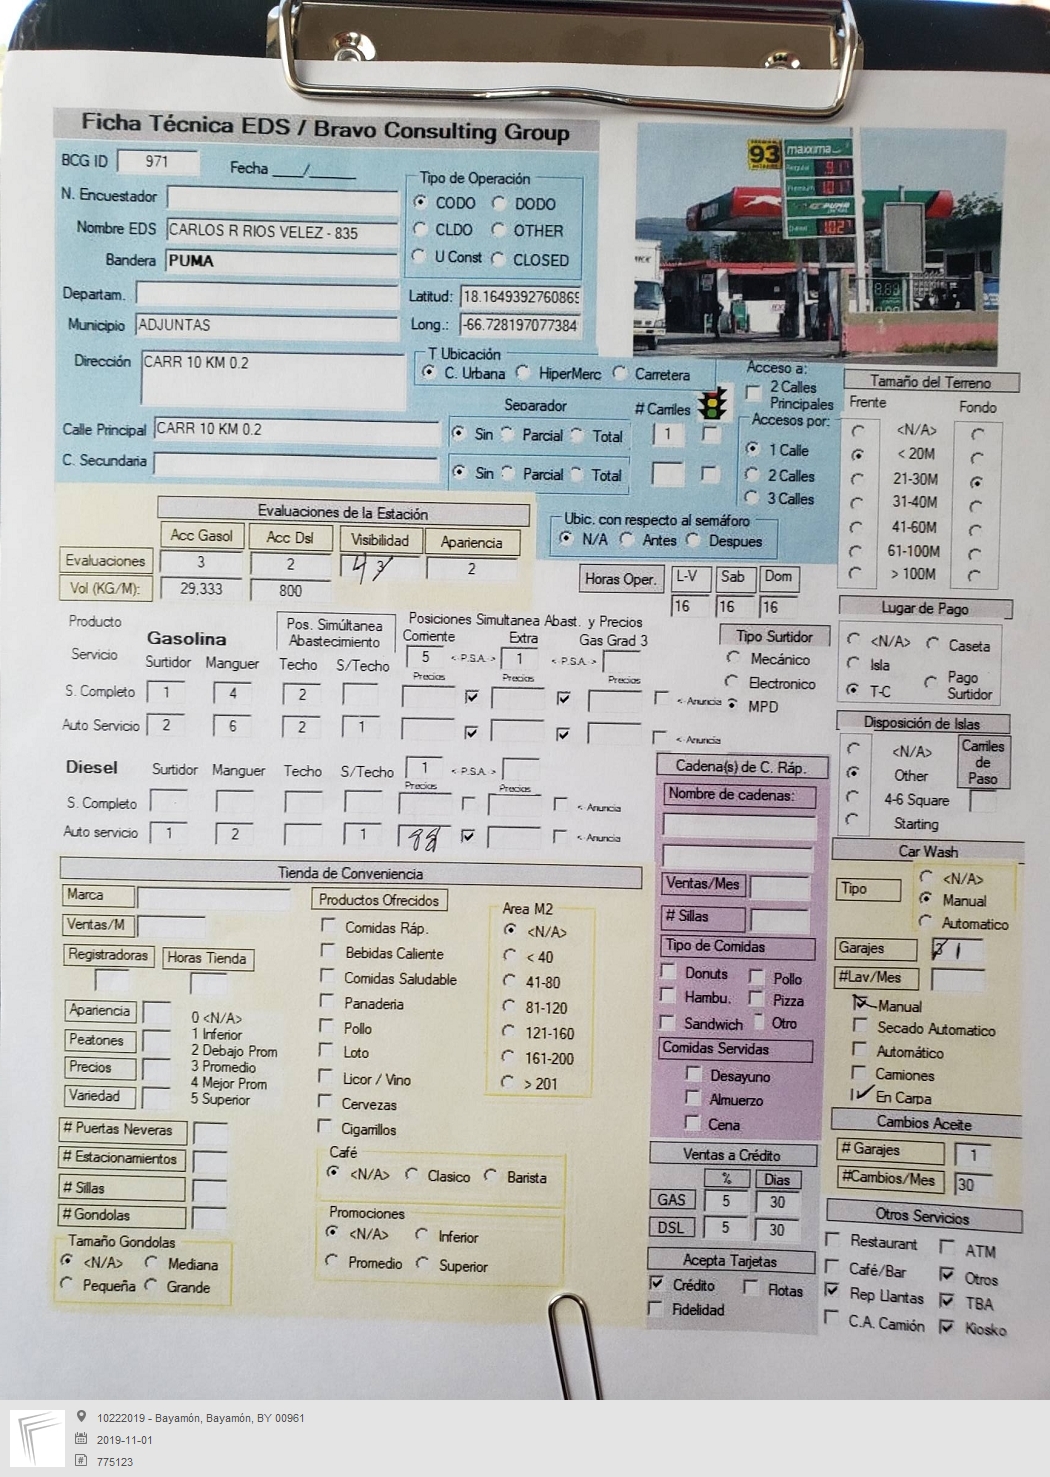 Ficha Técnica EDS / Bravo Consulting Group
BCG ID 971 Fecha ____/______
N. Encuestador
Nombre EDS CARLOS R RIOS VELEZ - 835
Bandera PUMA
Departam.
Municipio ADJUNTAS
Dirección CARR 10 KM 0.2
Calle Principal CARR 10 KM 0.2
C. Secundaria
Tipo de Operación
CODO DODO
CLDO OTHER
U Const CLOSED
Latitud: 18.1649392760869
Long.: -66.728197077384
93
maxxima
Regular
Premium
PUMA
Diesel
T Ubicación
C. Urbana HiperMerc Carretera
Separador # Carriles
Sin Parcial Total 1
Sin Parcial Total
Acceso a:
2 Calles
Principales
Accesos por:
1 Calle
2 Calles
3 Calles
Tamaño del Terreno
Frente Fondo
<N/A>
< 20M
21-30M
31-40M
41-60M
61-100M
> 100M
Evaluaciones de la Estación
Acc Gasol Acc Dsl Visibilidad Apariencia
Evaluaciones 3 2 3 2
Vol (KG/M): 29,333 800
Ubic. con respecto al semáforo
N/A Antes Despues
Horas Oper. L-V Sab Dom
16 16 16
Producto
Servicio
Gasolina
Surtidor Manguer
Pos. Simúltanea
Abastecimiento
Techo S/Techo
Posiciones Simultanea Abast. y Precios
Corriente Extra Gas Grad 3
5 <-P.S.A.-> 1 <-P.S.A.->
Precios Precios Precios
S. Completo 1 4 2 <-Anuncia
Auto Servicio 2 6 2 1 <-Anuncia
Tipo Surtidor
Mecánico
Electronico
MPD
Lugar de Pago
<N/A> Caseta
Isla
T-C
Pago
Surtidor
Disposición de Islas
<N/A>
Other
4-6 Square
Starting
Carriles
de
Paso
Diesel Surtidor Manguer Techo S/Techo 1 <-P.S.A.->
Precios Precios
S. Completo <-Anuncia
Auto servicio 1 2 1 <-Anuncia
Cadena(s) de C. Ráp.
Nombre de cadenas:
Ventas/Mes
# Sillas
Tipo de Comidas
Donuts Pollo
Hambu. Pizza
Sandwich Otro
Comidas Servidas
Desayuno
Almuerzo
Cena
Car Wash
Tipo
<N/A>
Manual
Automatico
Garajes 1
#Lav/Mes
Manual
Secado Automatico
Automático
Camiones
En Carpa
Cambios Aceite
# Garajes 1
#Cambios/Mes 30
Tienda de Conveniencia
Marca
Ventas/M
Registradoras Horas Tienda
Apariencia
Peatones
Precios
Variedad
0 <N/A>
1 Inferior
2 Debajo Prom
3 Promedio
4 Mejor Prom
5 Superior
# Puertas Neveras
# Estacionamientos
# Sillas
# Gondolas
Tamaño Gondolas
<N/A> Mediana
Pequeña Grande
Productos Ofrecidos
Comidas Ráp.
Bebidas Caliente
Comidas Saludable
Panaderia
Pollo
Loto
Licor / Vino
Cervezas
Cigarrillos
Area M2
<N/A>
< 40
41-80
81-120
121-160
161-200
> 201
Café
<N/A> Clasico Barista
Promociones
<N/A> Inferior
Promedio Superior
Ventas a Crédito
% Dias
GAS 5 30
DSL 5 30
Acepta Tarjetas
Crédito Flotas
Fidelidad
Otros Servicios
Restaurant ATM
Café/Bar Otros
Rep Llantas TBA
C.A. Camión Kiosko
10222019 - Bayamón, Bayamón, BY 00961
2019-11-01
775123